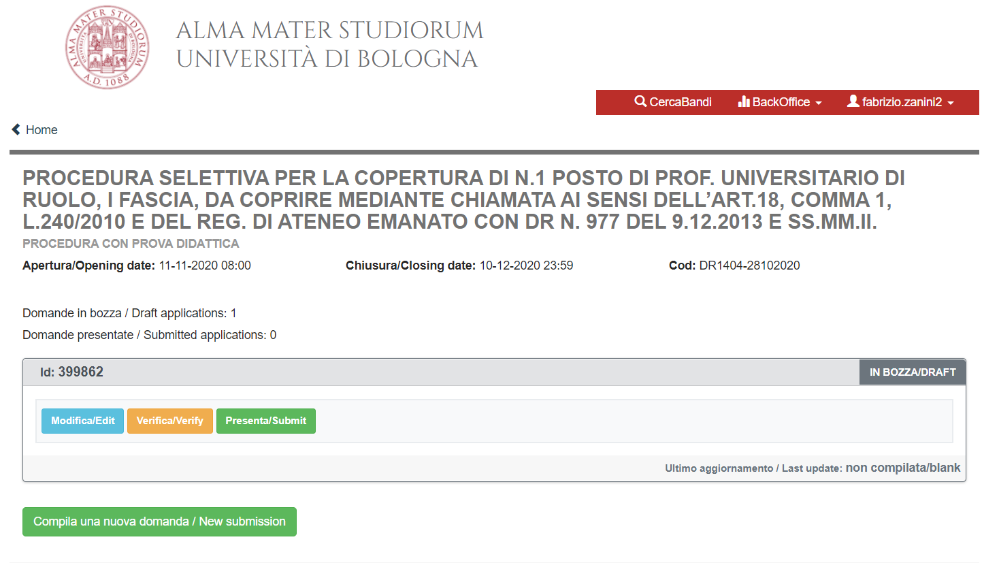 ALMA MATER STUDIORUM
A.D. 1088
ALMA MATER STUDIORUM
UNIVERSITÀ DI BOLOGNA
CercaBandi BackOffice fabrizio.zanini2
Home
PROCEDURA SELETTIVA PER LA COPERTURA DI N.1 POSTO DI PROF. UNIVERSITARIO DI
RUOLO, I FASCIA, DA COPRIRE MEDIANTE CHIAMATA AI SENSI DELL’ART.18, COMMA 1,
L.240/2010 E DEL REG. DI ATENEO EMANATO CON DR N. 977 DEL 9.12.2013 E SS.MM.II.
PROCEDURA CON PROVA DIDATTICA
Apertura/Opening date: 11-11-2020 08:00 Chiusura/Closing date: 10-12-2020 23:59 Cod: DR1404-28102020
Domande in bozza / Draft applications: 1
Domande presentate / Submitted applications: 0
Id: 399862 IN BOZZA/DRAFT
Modifica/Edit Verifica/Verify Presenta/Submit
Ultimo aggiornamento / Last update: non compilata/blank
Compila una nuova domanda / New submission